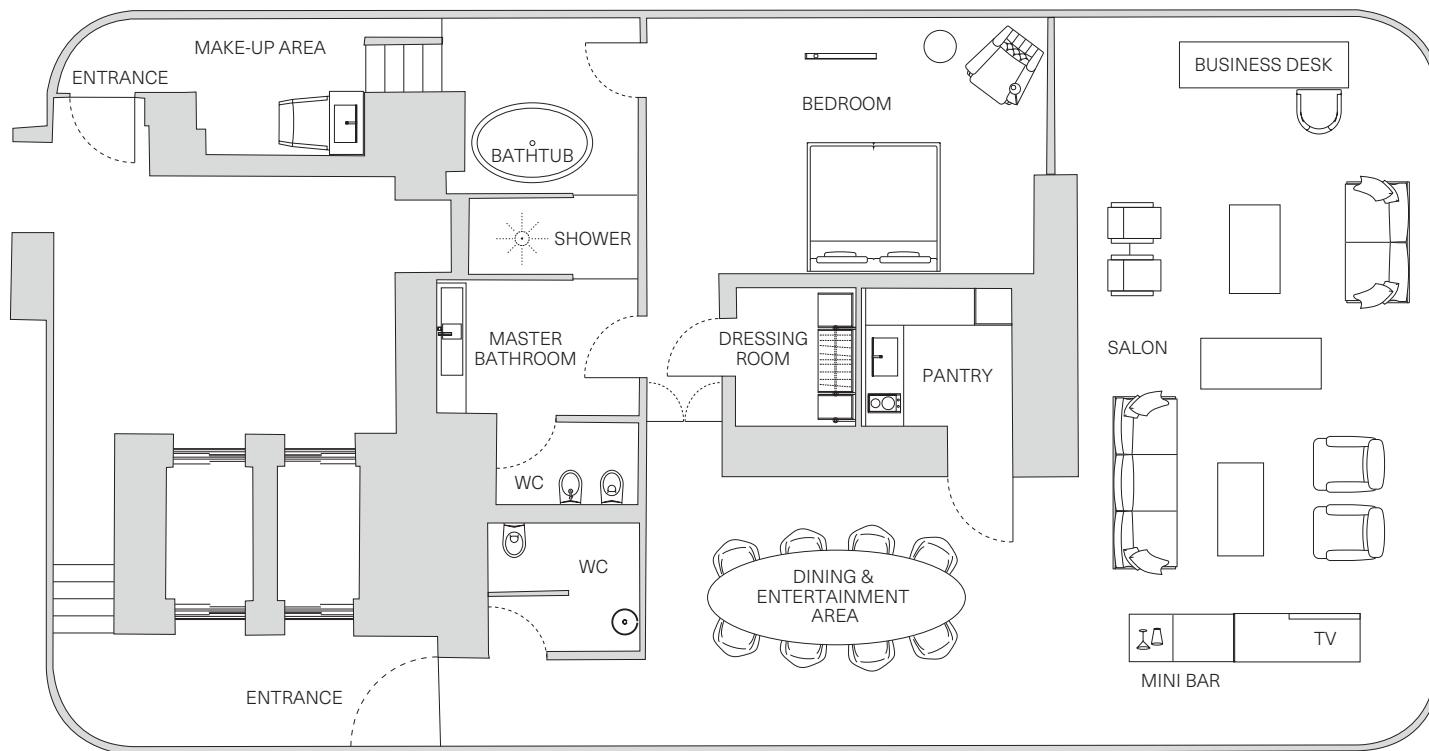 MAKE-UP AREA
ENTRANCE
BUSINESS DESK
BEDROOM
BATHTUB
SHOWER
MASTER
BATHROOM
DRESSING
ROOM
PANTRY
SALON
WC
WC
DINING &
ENTERTAINMENT
AREA
TV
MINI BAR
ENTRANCE